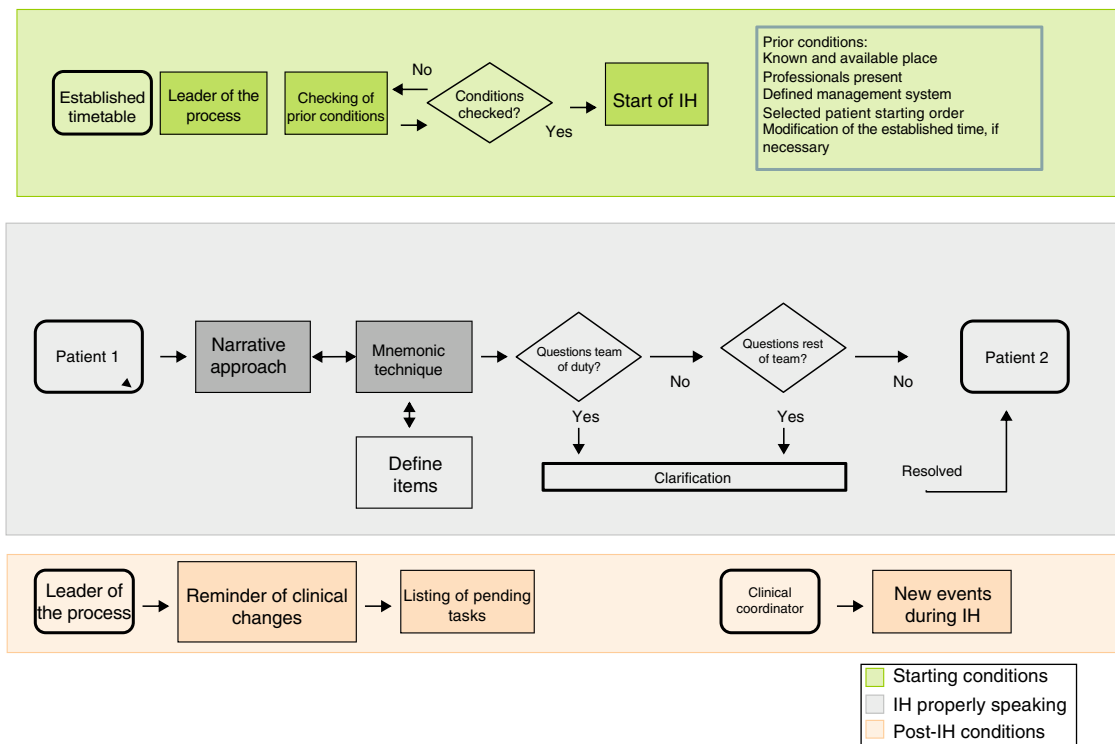 Established
timetable
Leader of the
process
Checking of
prior conditions
No
Conditions
checked?
Yes
Start of IH
Prior conditions:
Known and available place
Professionals present
Defined management system
Selected patient starting order
Modification of the established time, if
necessary
Patient 1
Narrative
approach
Mnemonic
technique
Define
items
Questions team
of duty?
No
Yes
Questions rest
of team?
No
Yes
Clarification
Resolved
Patient 2
Leader of
the process
Reminder of clinical
changes
Listing of pending
tasks
Clinical
coordinator
New events
during IH
Starting conditions
IH properly speaking
Post-IH conditions